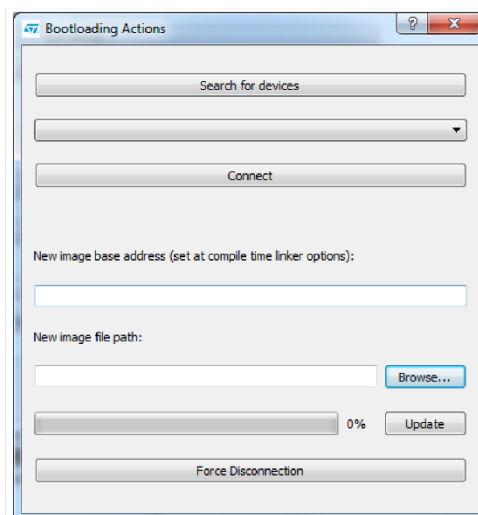 Bootloading Actions
Search for devices
Connect
New image base address (set at compile time linker options):
New image file path:
Browse...
0% Update
Force Disconnection